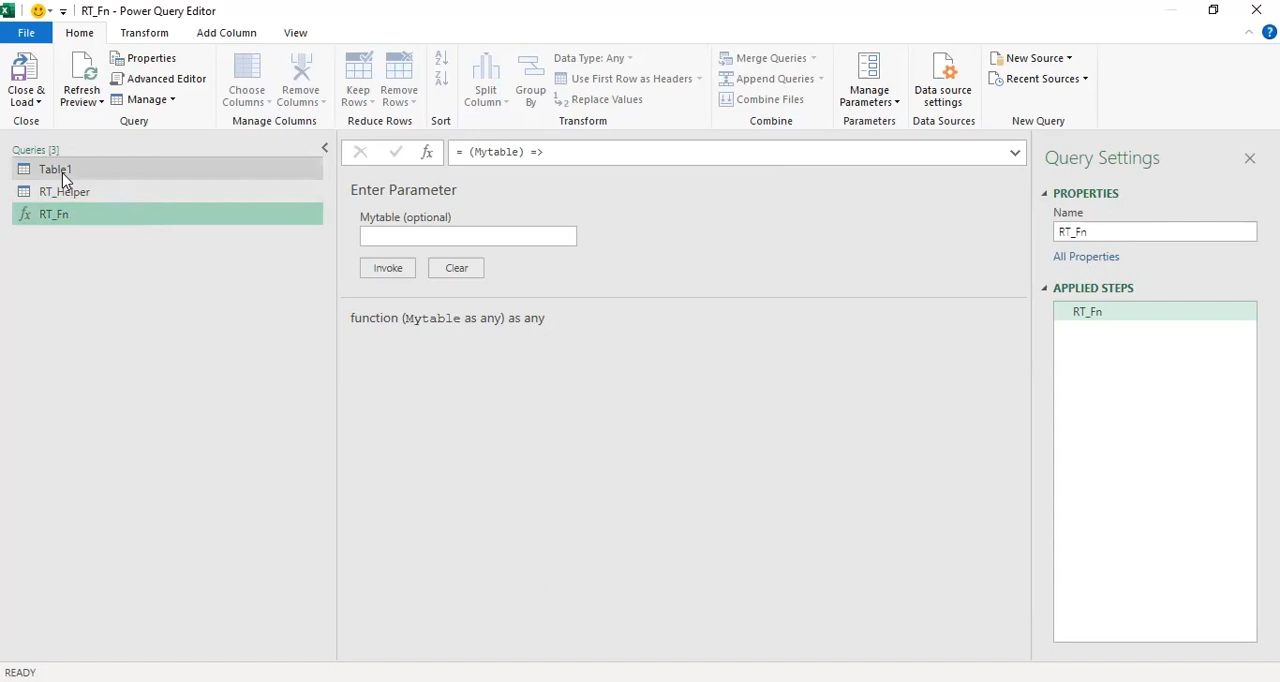 RT_Fn - Power Query Editor
File Home Transform Add Column View
Close & Load
Refresh Preview
Properties
Advanced Editor
Manage
Choose Columns
Remove Columns
Keep Rows
Remove Rows
Split Column
Group By
Data Type: Any
Use First Row as Headers
1 2 Replace Values
Merge Queries
Append Queries
Combine Files
Manage Parameters
Data source settings
New Source
Recent Sources
Close Query Manage Columns Reduce Rows Sort Transform Combine Parameters Data Sources New Query
Queries [3]
Table1
RT_Helper
fx RT_Fn
fx = (Mytable) =>
Enter Parameter
Mytable (optional)
Invoke Clear
function (Mytable as any) as any
Query Settings
PROPERTIES
Name
RT_Fn
All Properties
APPLIED STEPS
RT_Fn
READY